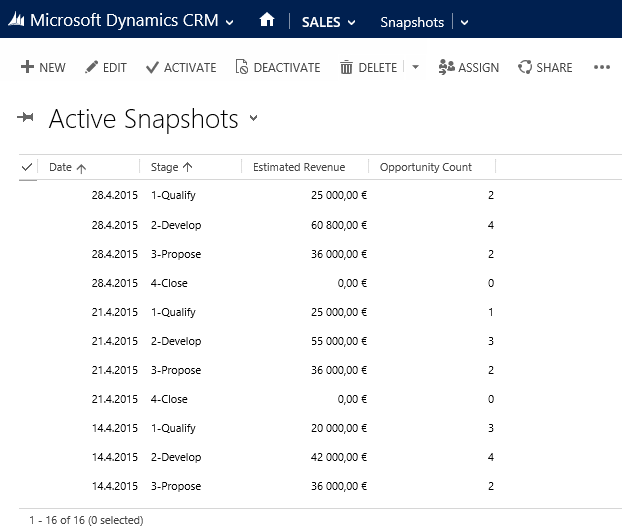 Microsoft Dynamics CRM SALES Snapshots
NEW EDIT ACTIVATE DEACTIVATE DELETE ASSIGN SHARE
Active Snapshots
Date Stage Estimated Revenue Opportunity Count
28.4.2015 1-Qualify 25 000,00 € 2
28.4.2015 2-Develop 60 800,00 € 4
28.4.2015 3-Propose 36 000,00 € 2
28.4.2015 4-Close 0,00 € 0
21.4.2015 1-Qualify 25 000,00 € 1
21.4.2015 2-Develop 55 000,00 € 3
21.4.2015 3-Propose 36 000,00 € 2
21.4.2015 4-Close 0,00 € 0
14.4.2015 1-Qualify 20 000,00 € 3
14.4.2015 2-Develop 42 000,00 € 4
14.4.2015 3-Propose 36 000,00 € 2
1 - 16 of 16 (0 selected)